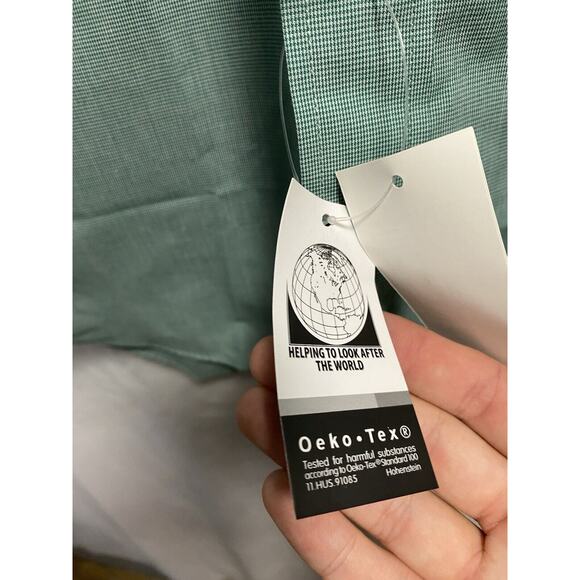 HELPING TO LOOK AFTER
THE WORLD
Oeko•Tex®
Tested for harmful substances
according to Oeko-Tex®Standard 100
11.HUS.91085 Hohenstein